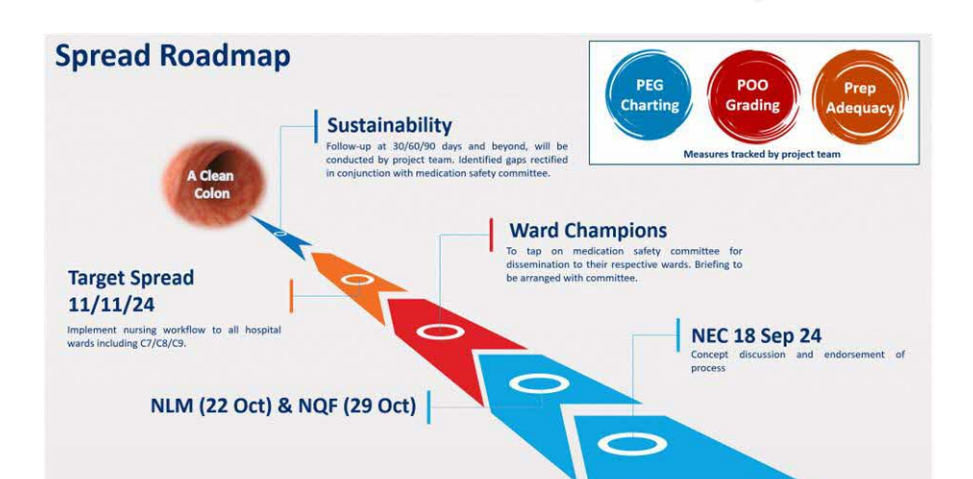 Spread Roadmap
PEG
Charting
POO
Grading
Prep
Adequacy
Measures tracked by project team
Sustainability
Follow-up at 30/60/90 days and beyond, will be
conducted by project team. Identified gaps rectified
in conjunction with medication safety committee.
A Clean
Colon
Ward Champions
To tap on medication safety committee for
dissemination to their respective wards. Briefing to
be arranged with committee.
Target Spread
11/11/24
Implement nursing workflow to all hospital
wards including C7/C8/C9.
NEC 18 Sep 24
Concept discussion and endorsement of
process
NLM (22 Oct) & NQF (29 Oct)